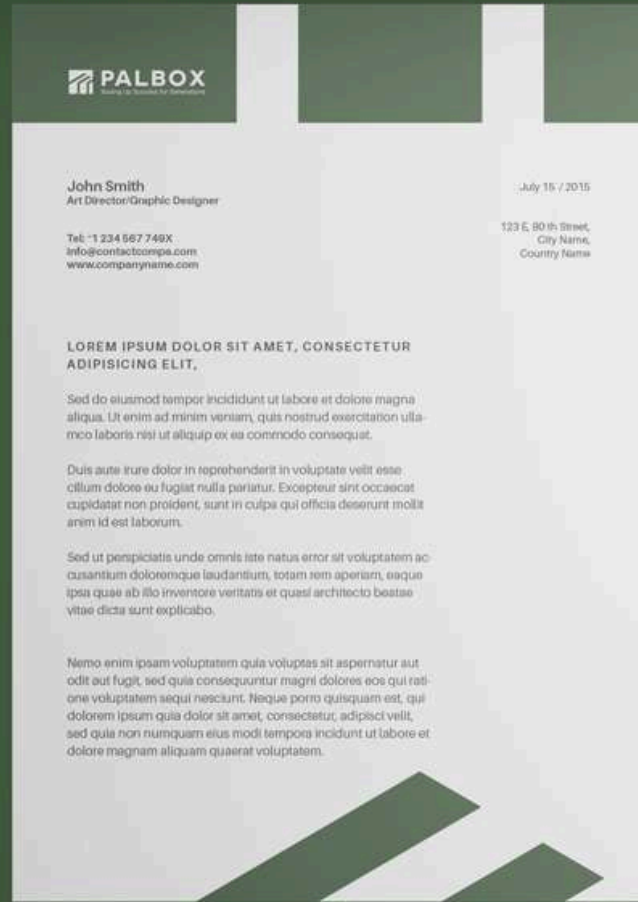 PALBOX
Scaling Up Success for Generations
John Smith
Art Director/Graphic Designer
July 15 / 2015
Tel: +1 234 567 749X
info@contactcompa.com
www.companyname.com
123 E, 80 th Street,
City Name,
Country Name
LOREM IPSUM DOLOR SIT AMET, CONSECTETUR
ADIPISICING ELIT,
Sed do eiusmod tempor incididunt ut labore et dolore magna
aliqua. Ut enim ad minim veniam, quis nostrud exercitation ulla-
mco laboris nisi ut aliquip ex ea commodo consequat.
Duis aute irure dolor in reprehenderit in voluptate velit esse
cillum dolore eu fugiat nulla pariatur. Excepteur sint occaecat
cupidatat non proident, sunt in culpa qui officia deserunt mollit
anim id est laborum.
Sed ut perspiciatis unde omnis iste natus error sit voluptatem ac-
cusantium doloremque laudantium, totam rem aperiam, eaque
ipsa quae ab illo inventore veritatis et quasi architecto beatae
vitae dicta sunt explicabo.
Nemo enim ipsam voluptatem quia voluptas sit aspernatur aut
odit aut fugit, sed quia consequuntur magni dolores eos qui rati-
one voluptatem sequi nesciunt. Neque porro quisquam est, qui
dolorem ipsum quia dolor sit amet, consectetur, adipisci velit,
sed quia non numquam eius modi tempora incidunt ut labore et
dolore magnam aliquam quaerat voluptatem.